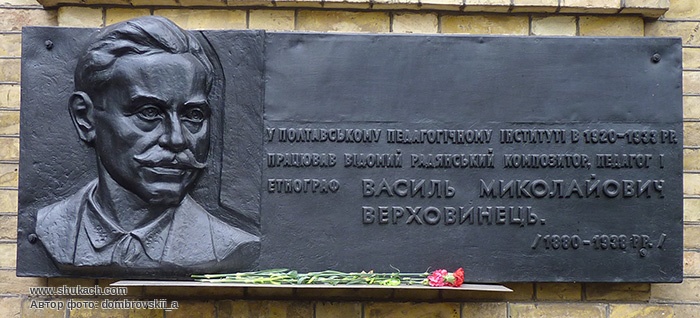 У ПОЛТАВСЬКОМУ ПЕДАГОГІЧНОМУ ІНСТИТУТІ В 1920-1933 РР.
ПРАЦЮВАВ ВІДОМИЙ РАДЯНСЬКИЙ КОМПОЗИТОР, ПЕДАГОГ І
ЕТНОГРАФ ВАСИЛЬ МИКОЛАЙОВИЧ
ВЕРХОВИНЕЦЬ.
/1880-1938 РР./
www.shukach.com
Автор фото: dombrovskii_a